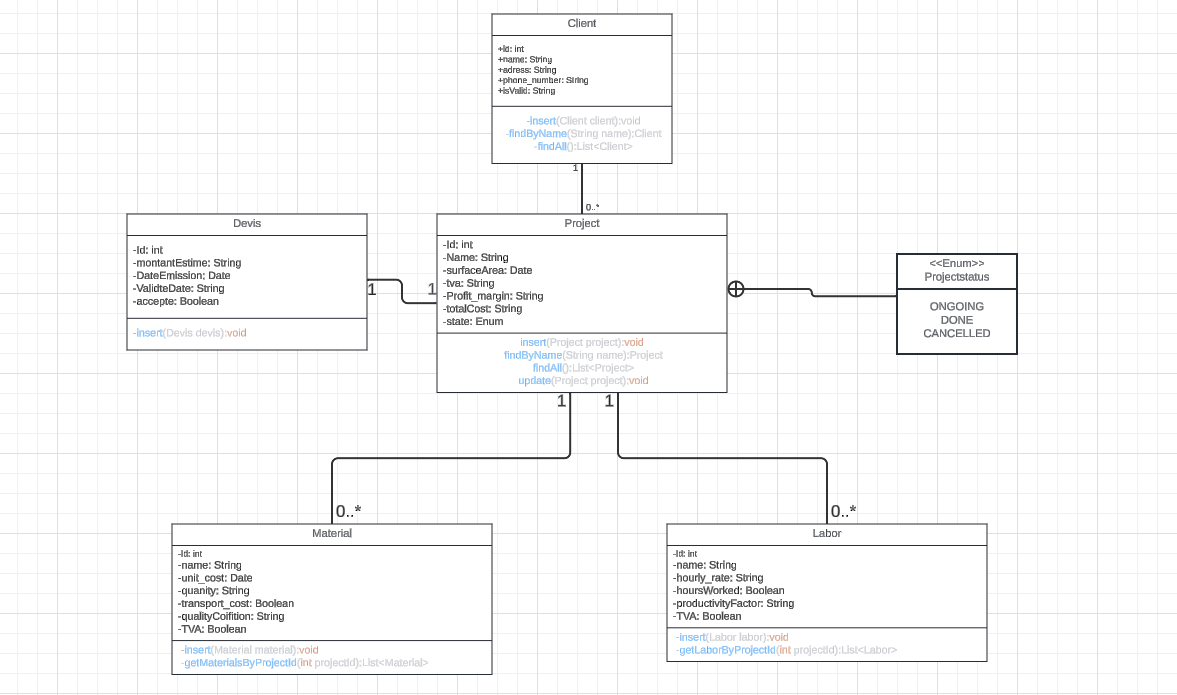 Client
+Id: int
+name: String
+adress: String
+phone_number: String
+isValid: String
-insert(Client client):void
-findByName(String name):Client
-findAll():List<Client>
1
0..*
Devis
-Id: int
-montantEstime: String
-DateEmission: Date
-ValidteDate: String
-accepte: Boolean
-insert(Devis devis):void
1
1
Project
-Id: int
-Name: String
-surfaceArea: Date
-tva: String
-Profit_margin: String
-totalCost: String
-state: Enum
insert(Project project):void
findByName(String name):Project
findAll():List<Project>
update(Project project):void
<<Enum>>
Projectstatus
ONGOING
DONE
CANCELLED
1
1
0..*
0..*
Material
-Id: int
-name: String
-unit_cost: Date
-quanity: String
-transport_cost: Boolean
-qualityCoifition: String
-TVA: Boolean
-insert(Material material):void
-getMaterialsByProjectId(int projectId):List<Material>
Labor
-Id: int
-name: String
-hourly_rate: String
-hoursWorked: Boolean
-productivityFactor: String
-TVA: Boolean
-insert(Labor labor):void
-getLaborByProjectId(int projectId):List<Labor>